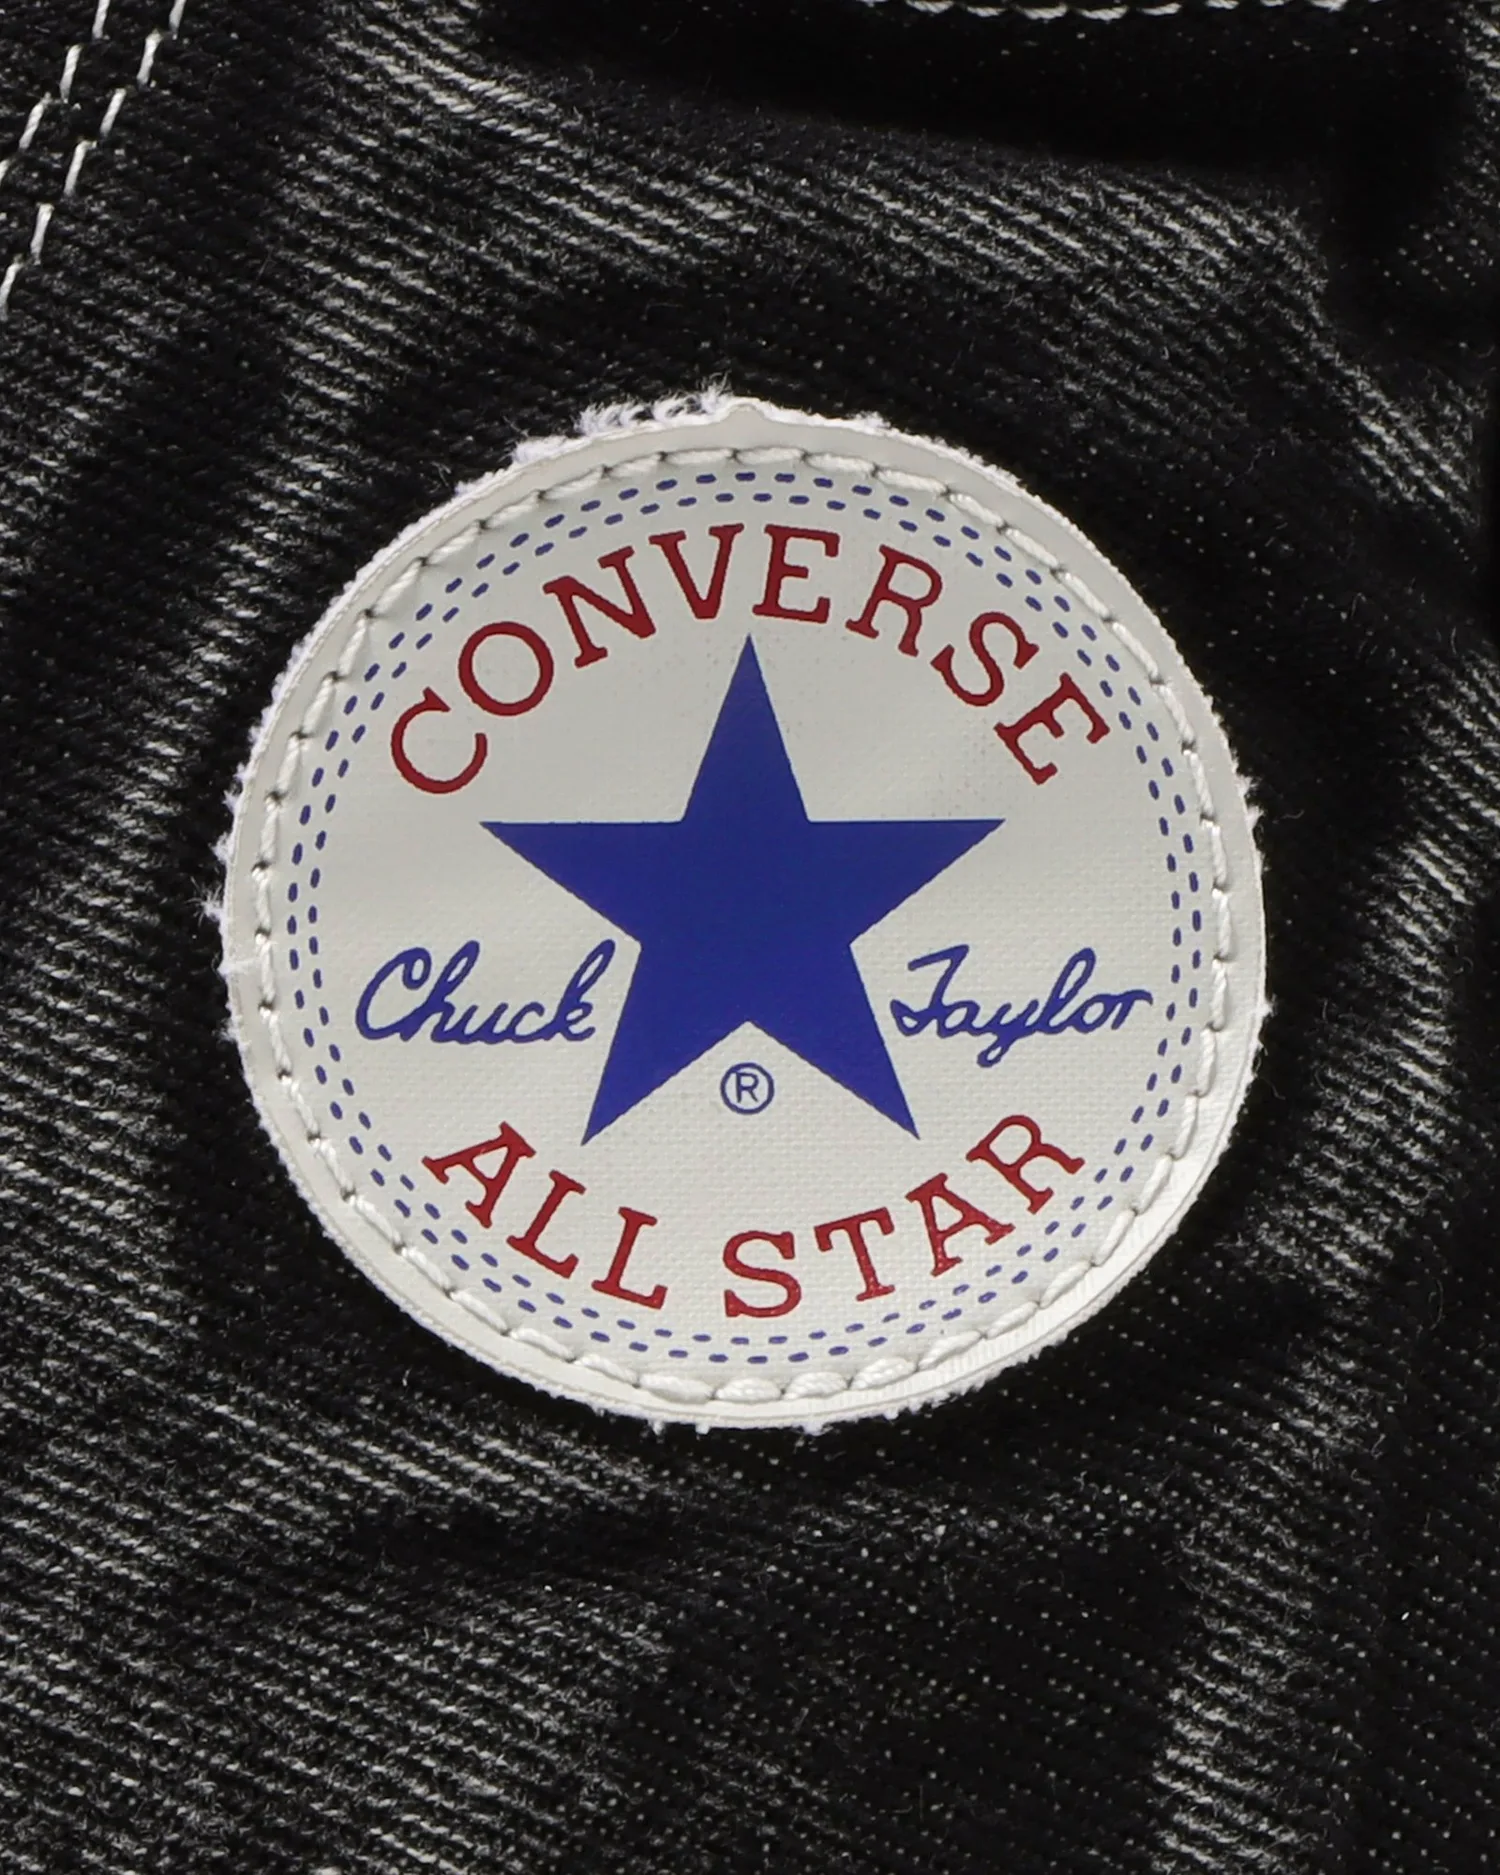 CONVERSE
Chuck Taylor
®
ALL STAR